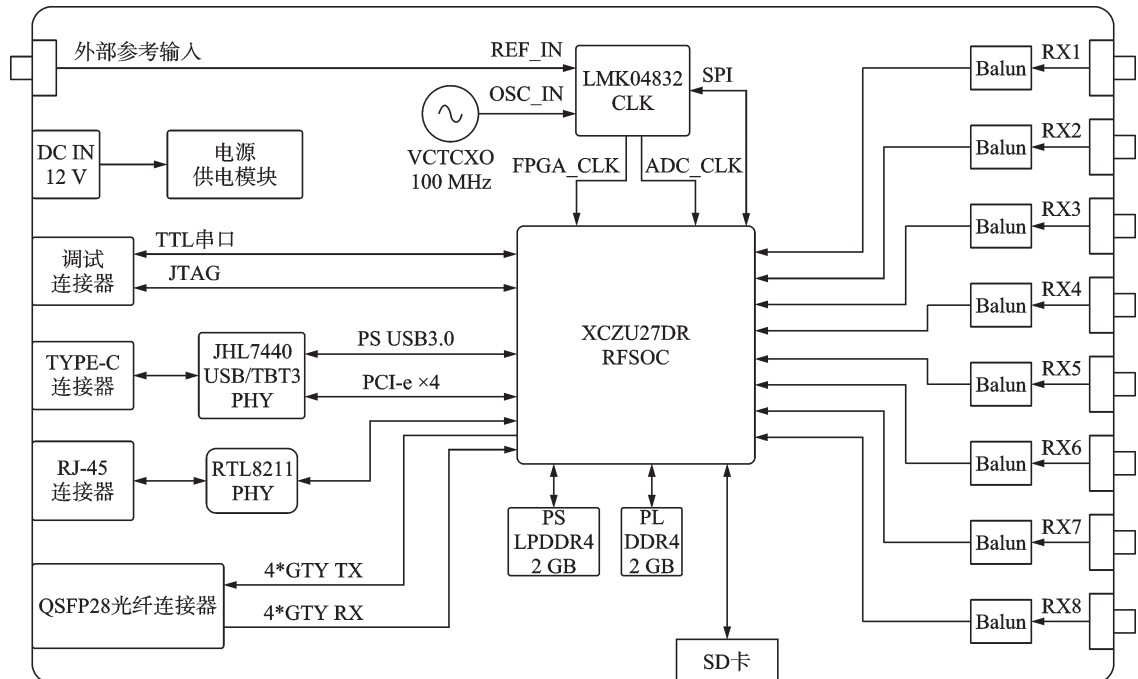 外部参考输入
REF_IN
LMK04832
CLK
SPI
OSC_IN
VCTCXO
100 MHz
FPGA_CLK
ADC_CLK
DC IN
12 V
电源
供电模块
调试
连接器
TTL串口
JTAG
TYPE-C
连接器
JHL7440
USB/TBT3
PHY
PS USB3.0
PCI-e ×4
RJ-45
连接器
RTL8211
PHY
QSFP28光纤连接器
4*GTY TX
4*GTY RX
XCZU27DR
RFSOC
PS
LPDDR4
2 GB
PL
DDR4
2 GB
SD卡
Balun
RX1
Balun
RX2
Balun
RX3
Balun
RX4
Balun
RX5
Balun
RX6
Balun
RX7
Balun
RX8